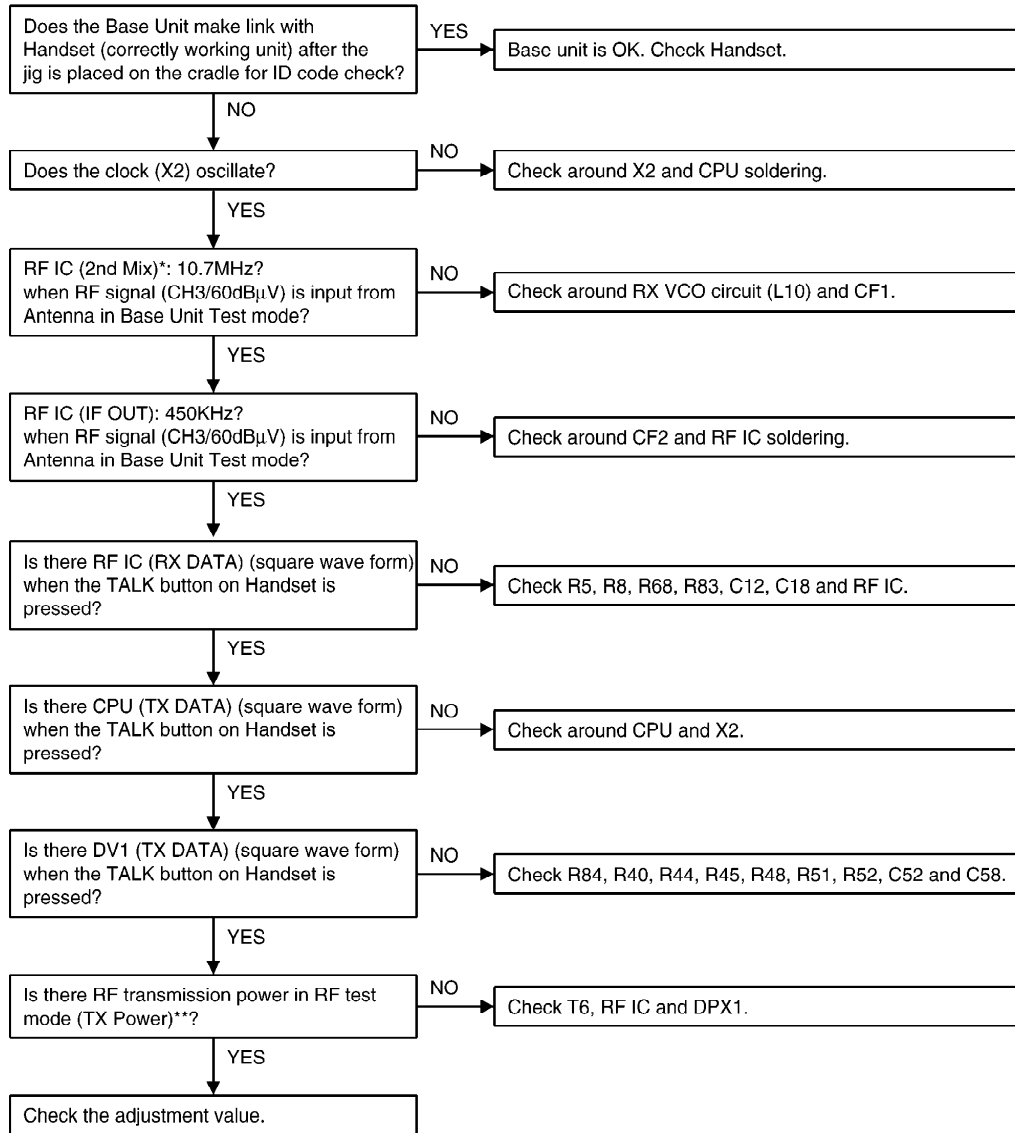 Does the Base Unit make link with
Handset (correctly working unit) after the
jig is placed on the cradle for ID code check?
YES
Base unit is OK. Check Handset.
NO
Does the clock (X2) oscillate?
NO
Check around X2 and CPU soldering.
YES
RF IC (2nd Mix)*: 10.7MHz?
when RF signal (CH3/60dBμV) is input from
Antenna in Base Unit Test mode?
NO
Check around RX VCO circuit (L10) and CF1.
YES
RF IC (IF OUT): 450KHz?
when RF signal (CH3/60dBμV) is input from
Antenna in Base Unit Test mode?
NO
Check around CF2 and RF IC soldering.
YES
Is there RF IC (RX DATA) (square wave form)
when the TALK button on Handset is
pressed?
NO
Check R5, R8, R68, R83, C12, C18 and RF IC.
YES
Is there CPU (TX DATA) (square wave form)
when the TALK button on Handset is
pressed?
NO
Check around CPU and X2.
YES
Is there DV1 (TX DATA) (square wave form)
when the TALK button on Handset is
pressed?
NO
Check R84, R40, R44, R45, R48, R51, R52, C52 and C58.
YES
Is there RF transmission power in RF test
mode (TX Power)**?
NO
Check T6, RF IC and DPX1.
YES
Check the adjustment value.